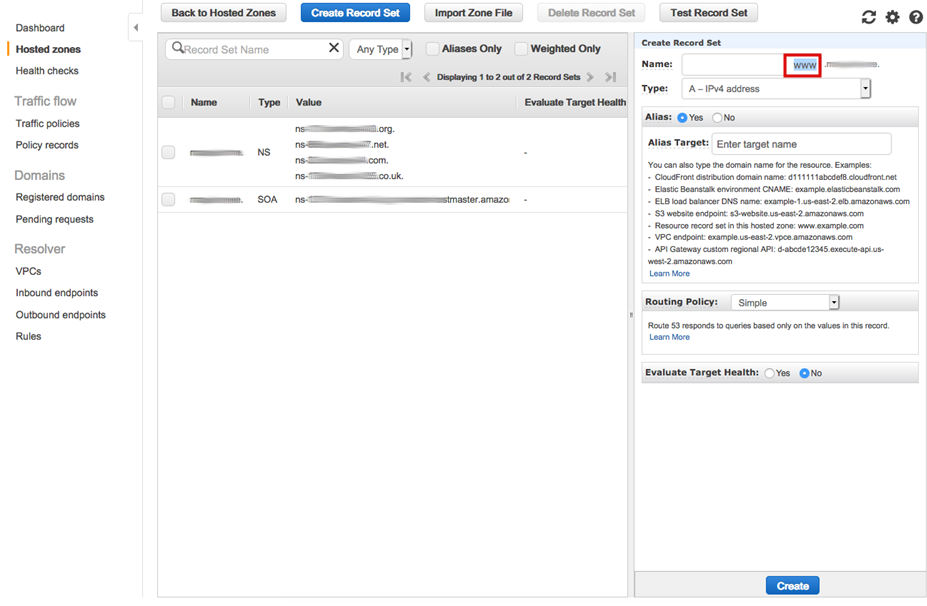 Back to Hosted Zones
Create Record Set
Import Zone File
Delete Record Set
Test Record Set
Dashboard
Hosted zones
Health checks
Traffic flow
Traffic policies
Policy records
Domains
Registered domains
Pending requests
Resolver
VPCs
Inbound endpoints
Outbound endpoints
Rules
Record Set Name
Any Type
Aliases Only
Weighted Only
Displaying 1 to 2 out of 2 Record Sets
Name Type Value Evaluate Target Health
NS
ns- .org.
ns- .net.
ns- .com.
ns- .co.uk.
-
SOA ns- stmaster.amazo -
Create Record Set
Name: www .
Type: A – IPv4 address
Alias: Yes No
Alias Target: Enter target name
You can also type the domain name for the resource. Examples:
- CloudFront distribution domain name: d111111abcdef8.cloudfront.net
- Elastic Beanstalk environment CNAME: example.elasticbeanstalk.com
- ELB load balancer DNS name: example-1.us-east-2.elb.amazonaws.com
- S3 website endpoint: s3-website.us-east-2.amazonaws.com
- Resource record set in this hosted zone: www.example.com
- VPC endpoint: example.us-east-2.vpce.amazonaws.com
- API Gateway custom regional API: d-abcde12345.execute-api.us-
west-2.amazonaws.com
Learn More
Routing Policy: Simple
Route 53 responds to queries based only on the values in this record.
Learn More
Evaluate Target Health: Yes No
Create